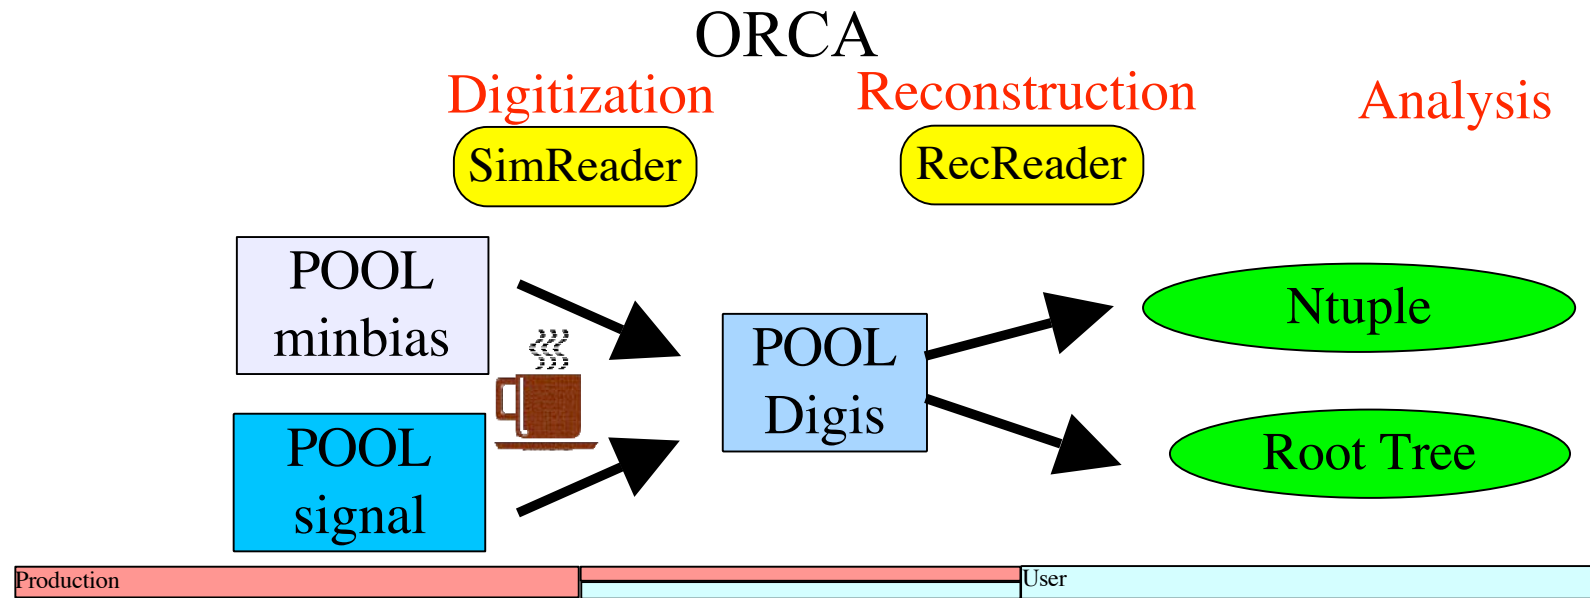 ORCA
Digitization
Reconstruction
Analysis
SimReader
RecReader
POOL
minbias
POOL
signal
POOL
Digis
Ntuple
Root Tree
Production
User